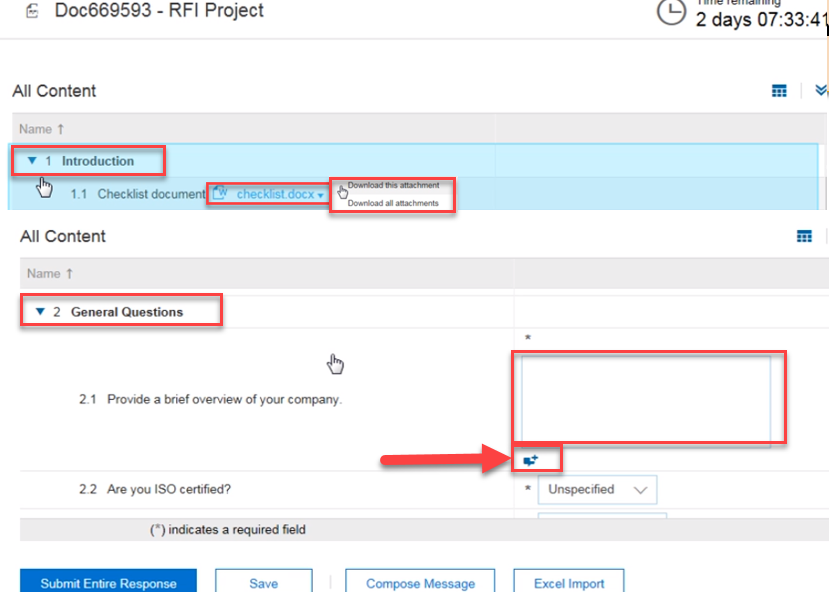 Doc669593 - RFI Project
Time remaining
2 days 07:33:41
All Content
Name ↑
▼ 1 Introduction
1.1 Checklist document checklist.docx ▾
Download this attachment
Download all attachments
All Content
Name ↑
▼ 2 General Questions
*
2.1 Provide a brief overview of your company.
2.2 Are you ISO certified? * Unspecified
(*) indicates a required field
Submit Entire Response Save Compose Message Excel Import